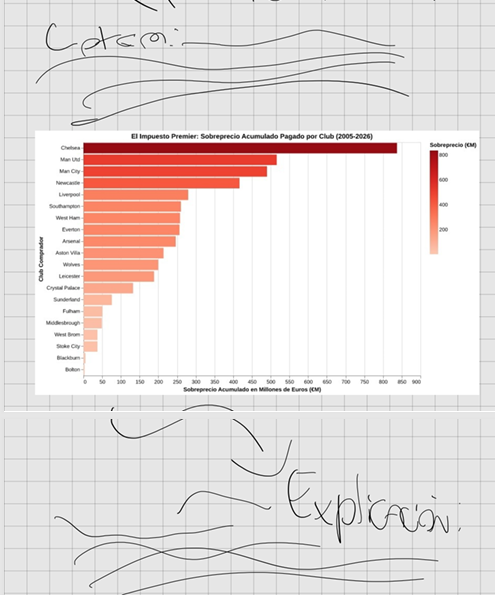 Explicación:
El Impuesto Premier: Sobreprecio Acumulado Pagado por Club (2005-2026)
Sobreprecio (€M)
800
600
400
200
Club Comprador
Chelsea
Man Utd
Man City
Newcastle
Liverpool
Southampton
West Ham
Everton
Arsenal
Aston Villa
Wolves
Leicester
Crystal Palace
Sunderland
Fulham
Middlesbrough
West Brom
Stoke City
Blackburn
Bolton
0 50 100 150 200 250 300 350 400 450 500 550 600 650 700 750 800 850 900
Sobreprecio Acumulado en Millones de Euros (€M)